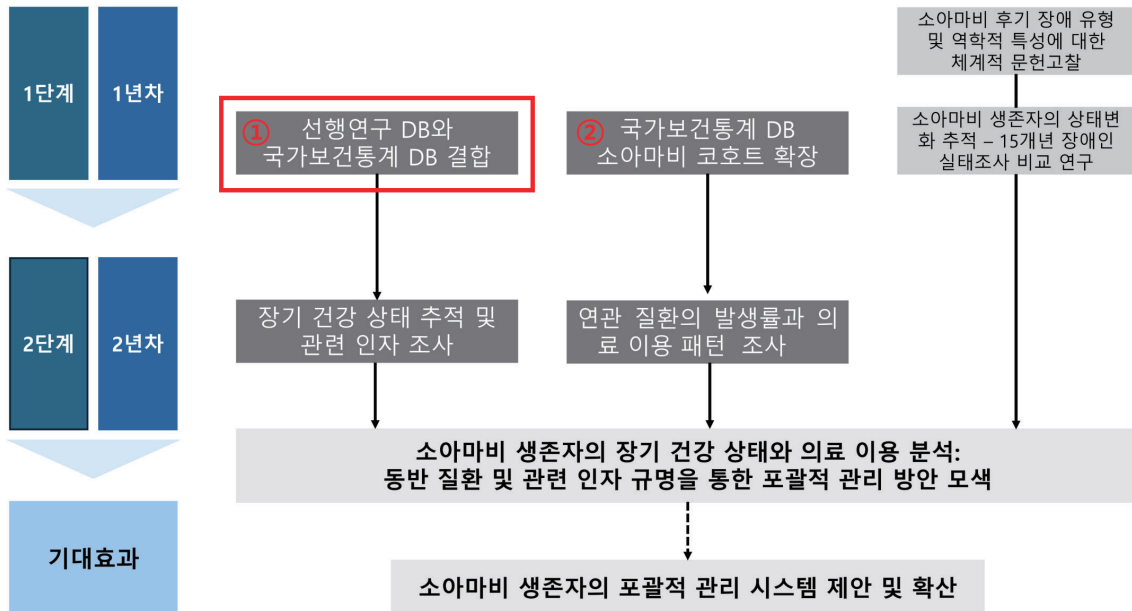 1단계
1년차
소아마비 후기 장애 유형
및 역학적 특성에 대한
체계적 문헌고찰
① 선행연구 DB와
국가보건통계 DB 결합
② 국가보건통계 DB
소아마비 코호트 확장
소아마비 생존자의 상태변
화 추적 – 15개년 장애인
실태조사 비교 연구
2단계
2년차
장기 건강 상태 추적 및
관련 인자 조사
연관 질환의 발생률과 의
료 이용 패턴 조사
소아마비 생존자의 장기 건강 상태와 의료 이용 분석:
동반 질환 및 관련 인자 규명을 통한 포괄적 관리 방안 모색
기대효과
소아마비 생존자의 포괄적 관리 시스템 제안 및 확산